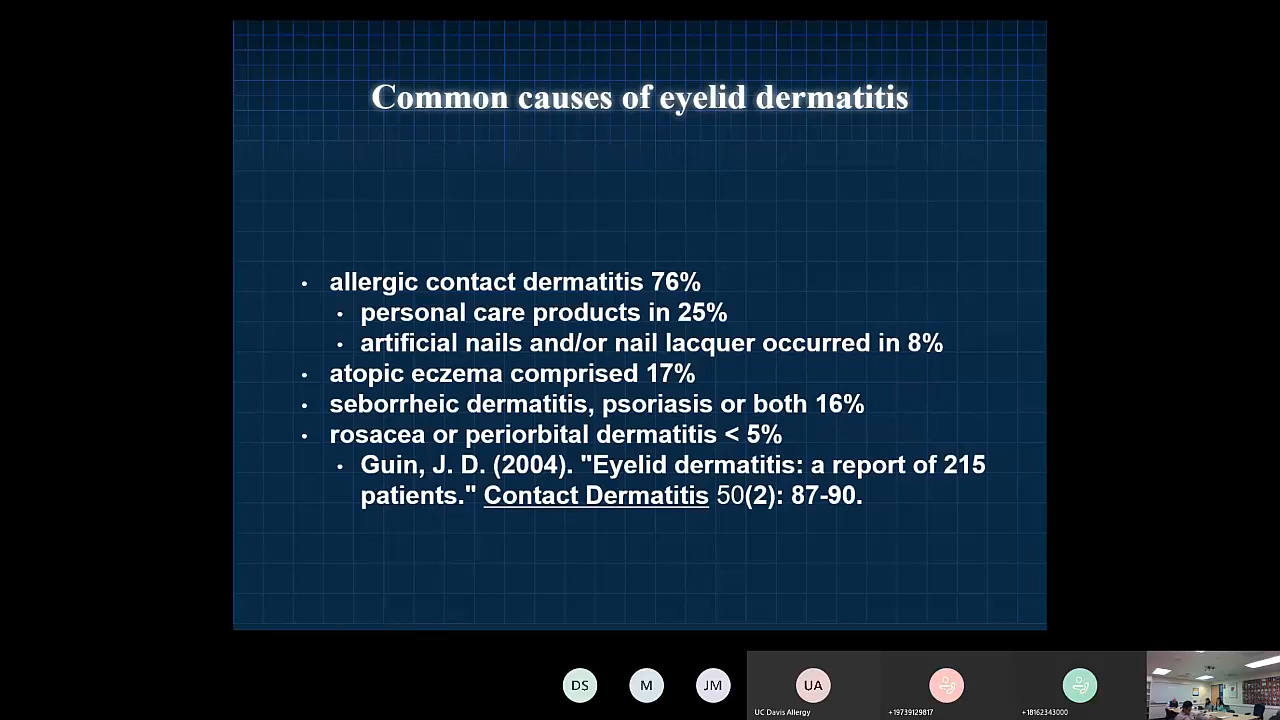 Common causes of eyelid dermatitis
• allergic contact dermatitis 76%
• personal care products in 25%
• artificial nails and/or nail lacquer occurred in 8%
• atopic eczema comprised 17%
• seborrheic dermatitis, psoriasis or both 16%
• rosacea or periorbital dermatitis < 5%
• Guin, J. D. (2004). "Eyelid dermatitis: a report of 215
patients." Contact Dermatitis 50(2): 87-90.
DS M JM UA
UC Davis Allergy +19739129817 +18162343000